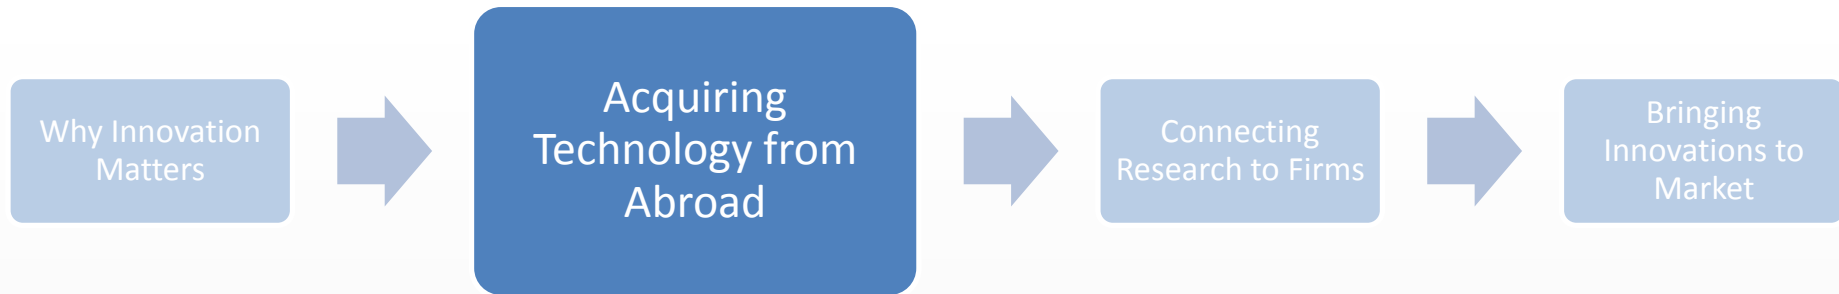 Why Innovation
Matters
Acquiring
Technology from
Abroad
Connecting
Research to Firms
Bringing
Innovations to
Market